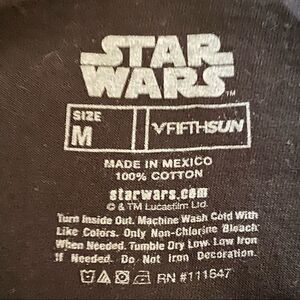 STAR
WARS™
SIZE
M
FIFTHSUN
MADE IN MEXICO
100% COTTON
starwars.com
© & TM Lucasfilm Ltd.
Turn Inside Out. Machine Wash Cold With
Like Colors. Only Non-Chlorine Bleach
When Needed. Tumble Dry Low. Low Iron
If Needed. Do Not Iron Decoration.
RN #111647